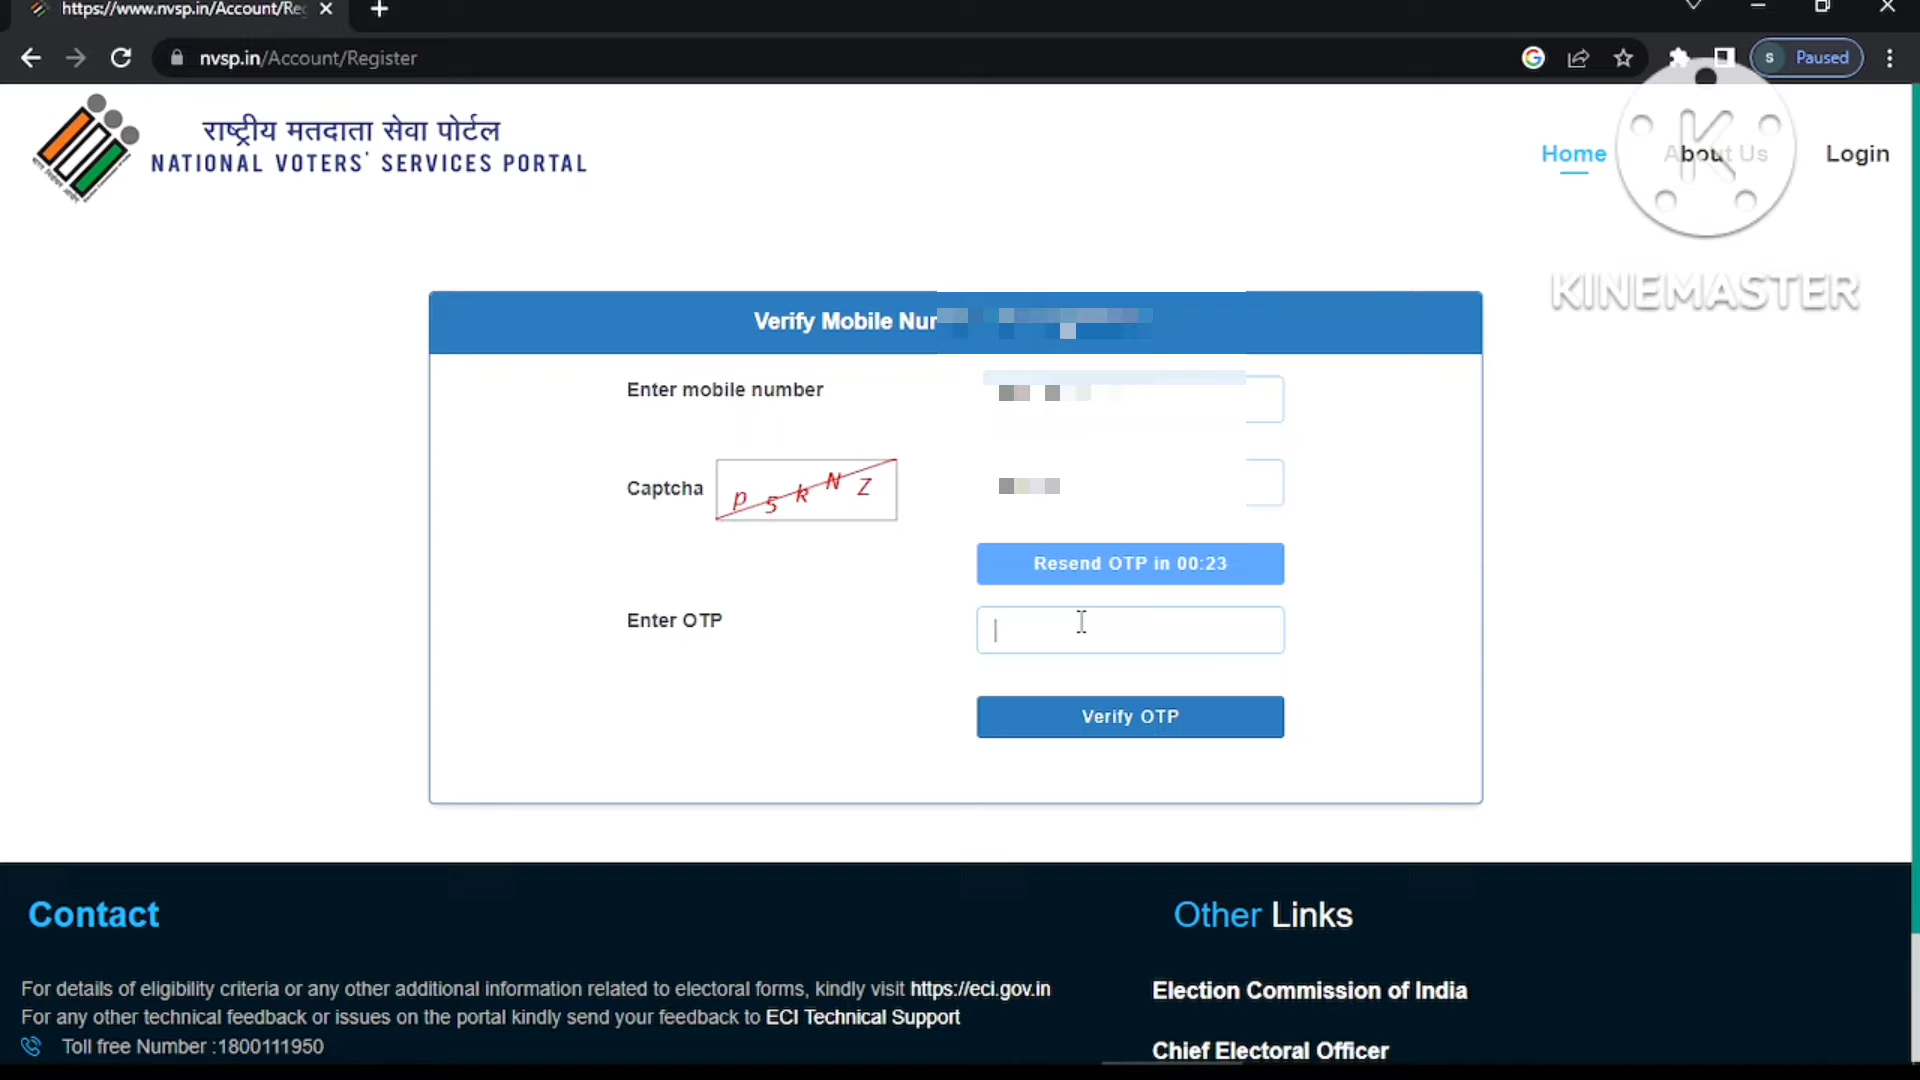 https://www.nvsp.in/Account/Re
nvsp.in/Account/Register
S Paused
राष्ट्रीय मतदाता सेवा पोर्टल
NATIONAL VOTERS' SERVICES PORTAL
Home About Us Login
K
KINEMASTER
Verify Mobile Nu
Enter mobile number
Captcha p 5 k N Z
Resend OTP in 00:23
Enter OTP
Verify OTP
Contact
For details of eligibility criteria or any other additional information related to electoral forms, kindly visit https://eci.gov.in
For any other technical feedback or issues on the portal kindly send your feedback to ECI Technical Support
Toll free Number :1800111950
Other Links
Election Commission of India
Chief Electoral Officer